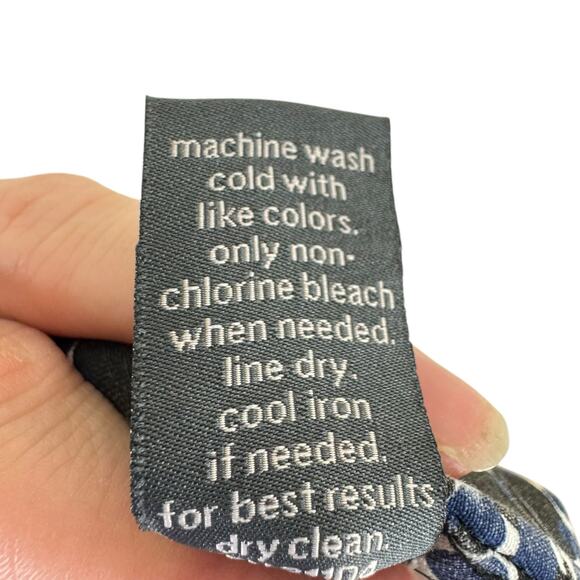 machine wash
cold with
like colors.
only non-
chlorine bleach
when needed.
line dry.
cool iron
if needed.
for best results
dry clean.